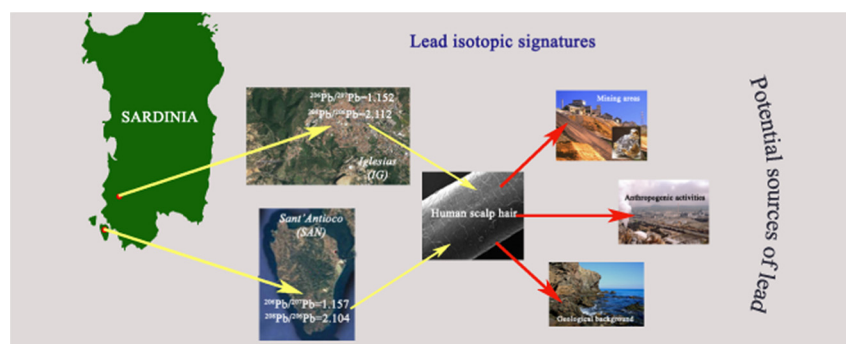 Lead isotopic signatures
SARDINIA
²⁰⁶Pb/²⁰⁷Pb=1.152
²⁰⁸Pb/²⁰⁶Pb=2.112
Iglesias
(IG)
Sant'Antioco
(SAN)
²⁰⁶Pb/²⁰⁷Pb=1.157
²⁰⁸Pb/²⁰⁶Pb=2.104
Human scalp hair
Mining areas
Anthropogenic activities
Geological background
Potential sources of lead